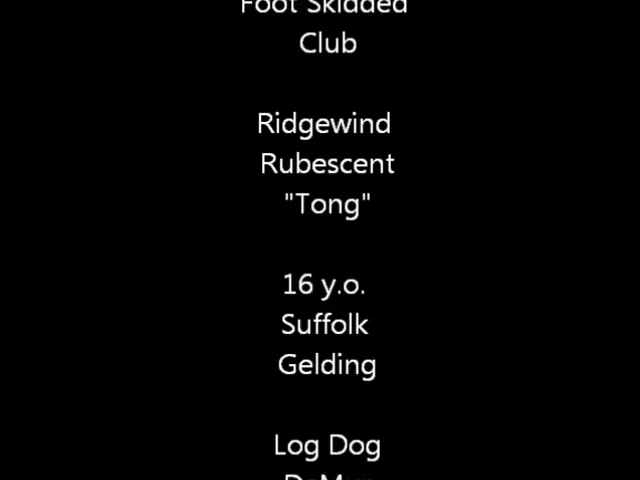 Foot Skidded
Club
Ridgewind
Rubescent
"Tong"
16 y.o.
Suffolk
Gelding
Log Dog